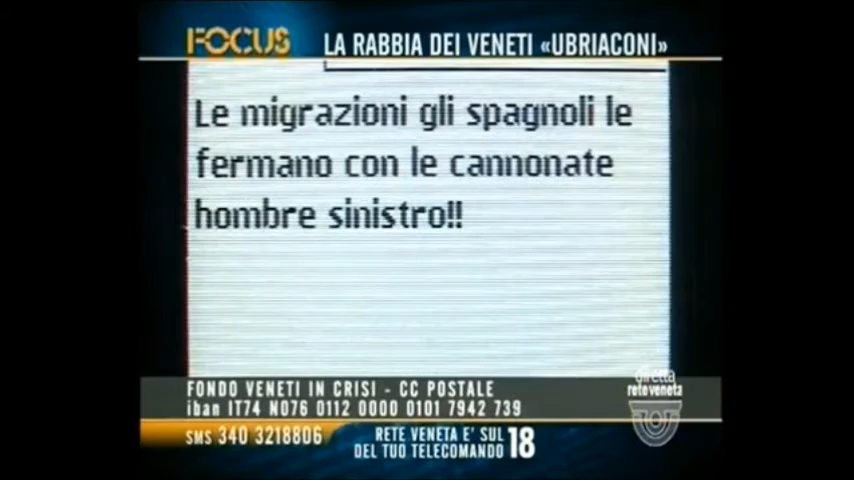 FOCUS LA RABBIA DEI VENETI «UBRIACONI»
Le migrazioni gli spagnoli le
fermano con le cannonate
hombre sinistro!!
diretta
reteveneta
FONDO VENETI IN CRISI - CC POSTALE
iban IT74 N076 0112 0000 0101 7942 739
SMS 340 3218806
RETE VENETA E' SUL
DEL TUO TELECOMANDO 18